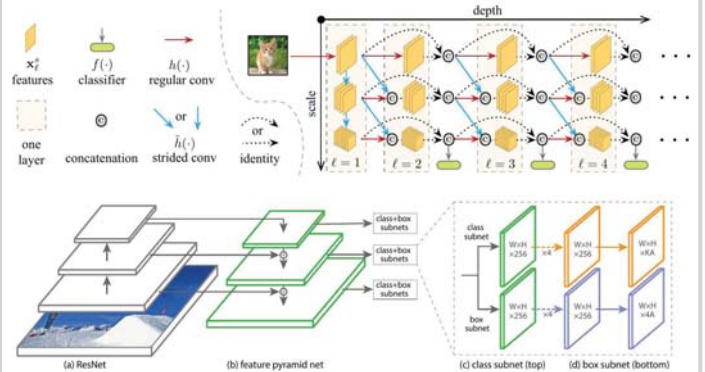 depth
x_s^ℓ
f(·)
h(·)
features
classifier
regular conv
or
h̃(·)
or
one
layer
concatenation
strided conv
identity
scale
c
ℓ = 1
ℓ = 2
ℓ = 3
ℓ = 4
. . .
class+box
subnets
class+box
subnets
class+box
subnets
class
subnet
box
subnet
W×H
×256
×4
W×H
×256
W×H
×KA
W×H
×256
×4
W×H
×256
W×H
×4A
(a) ResNet
(b) feature pyramid net
(c) class subnet (top)
(d) box subnet (bottom)